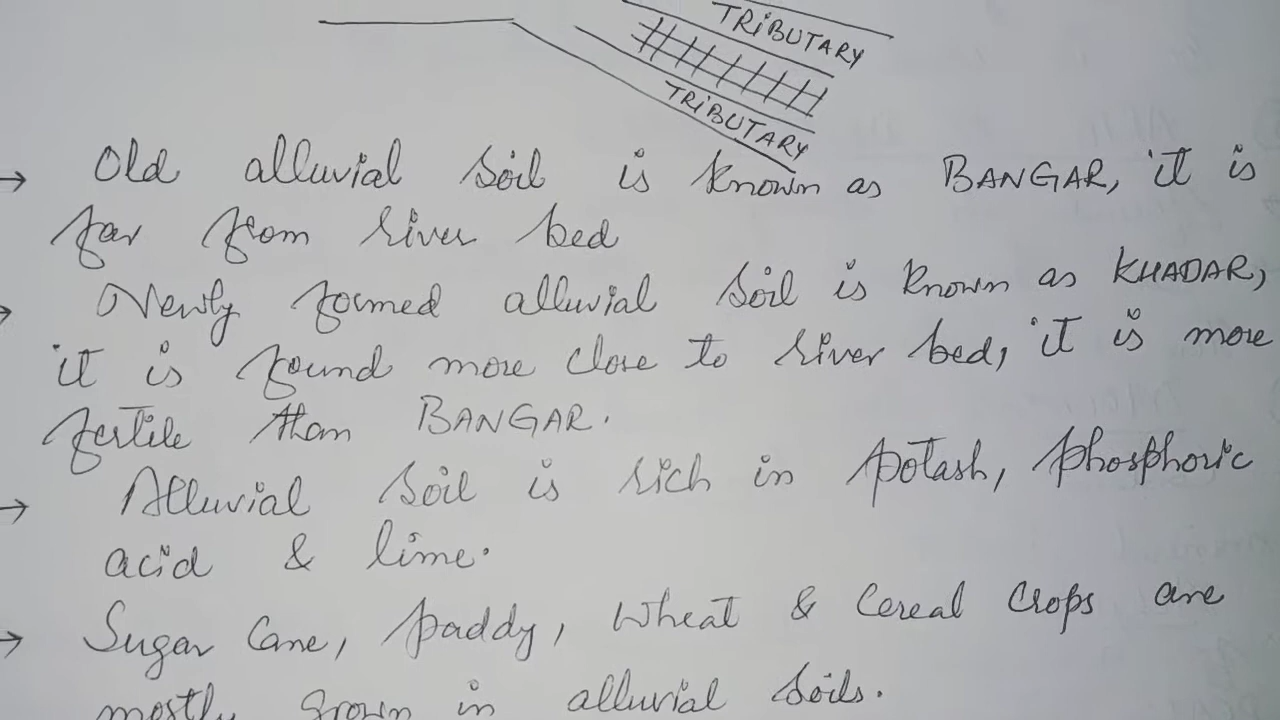 TRIBUTARY
TRIBUTARY
→ Old alluvial soil is known as BANGAR, it is
far from river bed
→ Newly formed alluvial soil is known as KHADAR,
it is found more close to river bed, it is more
fertile than BANGAR.
→ Alluvial soil is rich in potash, phosphoric
acid & lime.
→ Sugar Cane, paddy, wheat & Cereal crops are
mostly grown in alluvial soils.